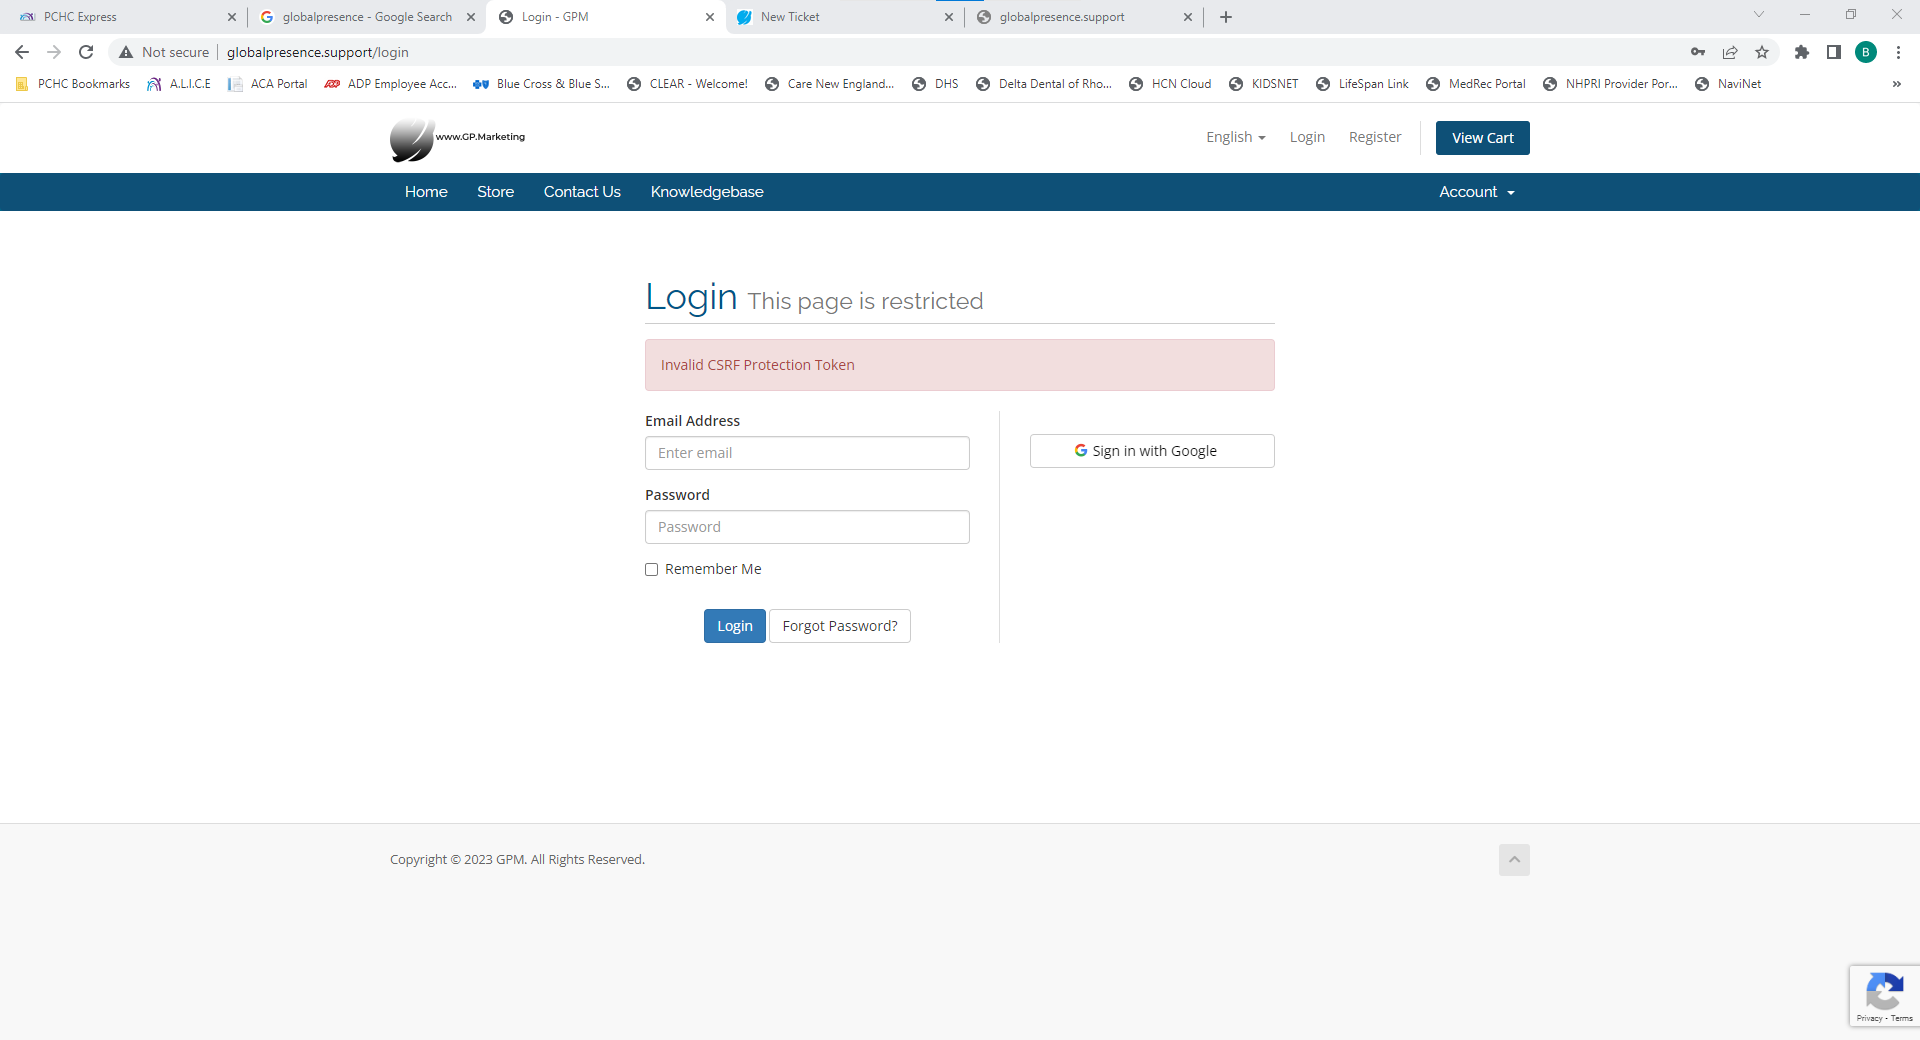 PCHC Express
globalpresence - Google Search
Login - GPM
New Ticket
globalpresence.support
Not secure
globalpresence.support/login
B
PCHC Bookmarks
A.L.I.C.E
ACA Portal
ADP Employee Acc...
Blue Cross & Blue S...
CLEAR - Welcome!
Care New England...
DHS
Delta Dental of Rho...
HCN Cloud
KIDSNET
LifeSpan Link
MedRec Portal
NHPRI Provider Por...
NaviNet
»
www.GP.Marketing
English
Login
Register
View Cart
Home
Store
Contact Us
Knowledgebase
Account
Login This page is restricted
Invalid CSRF Protection Token
Email Address
Enter email
Password
Password
Remember Me
Login
Forgot Password?
Sign in with Google
Copyright © 2023 GPM. All Rights Reserved.
Privacy - Terms